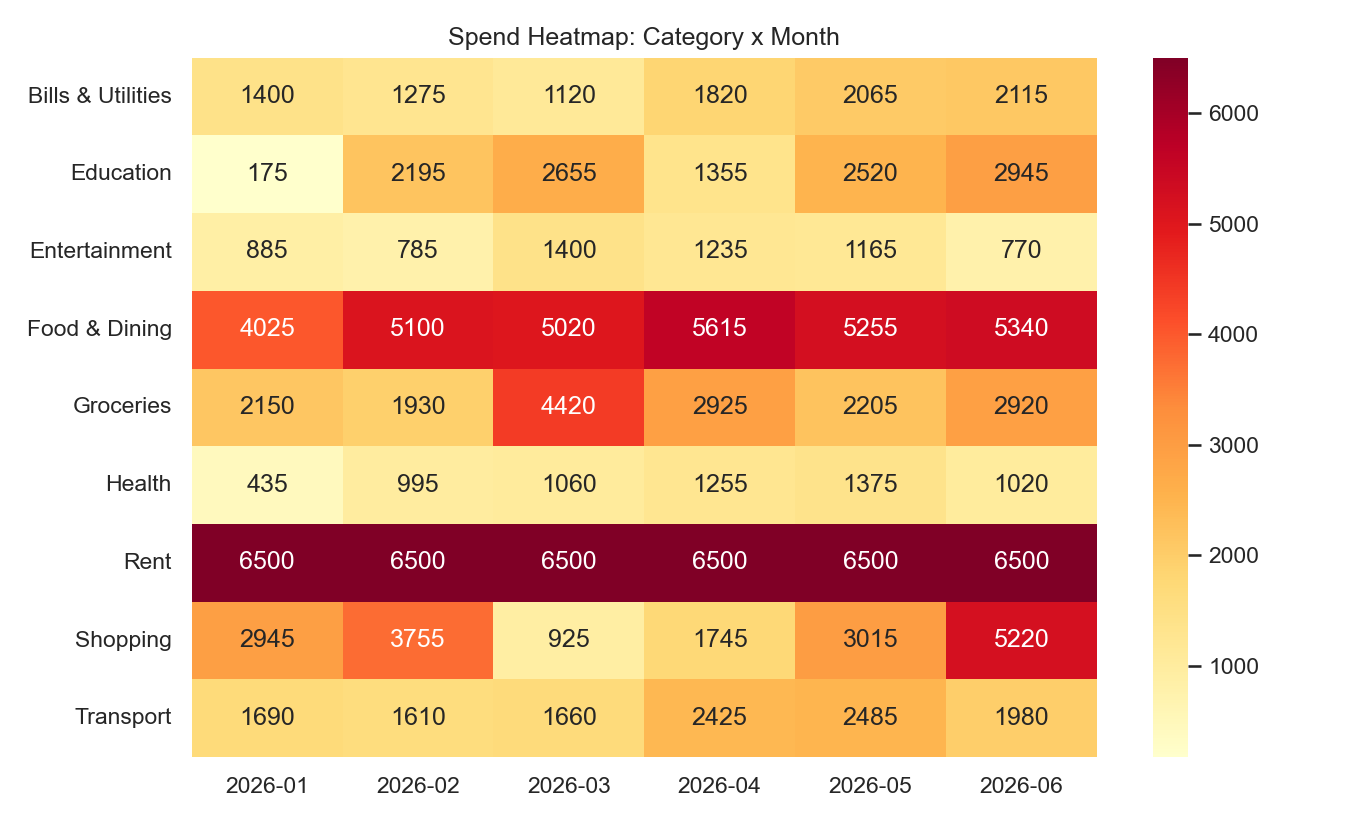 Spend Heatmap: Category x Month
Bills & Utilities 1400 1275 1120 1820 2065 2115
Education 175 2195 2655 1355 2520 2945
Entertainment 885 785 1400 1235 1165 770
Food & Dining 4025 5100 5020 5615 5255 5340
Groceries 2150 1930 4420 2925 2205 2920
Health 435 995 1060 1255 1375 1020
Rent 6500 6500 6500 6500 6500 6500
Shopping 2945 3755 925 1745 3015 5220
Transport 1690 1610 1660 2425 2485 1980
2026-01 2026-02 2026-03 2026-04 2026-05 2026-06
6000
5000
4000
3000
2000
1000